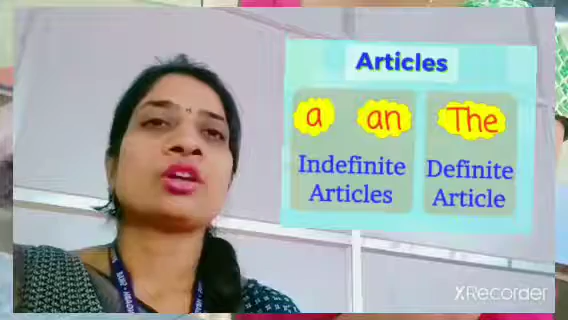 Articles
a an The
Indefinite Definite
Articles Article
XRecorder